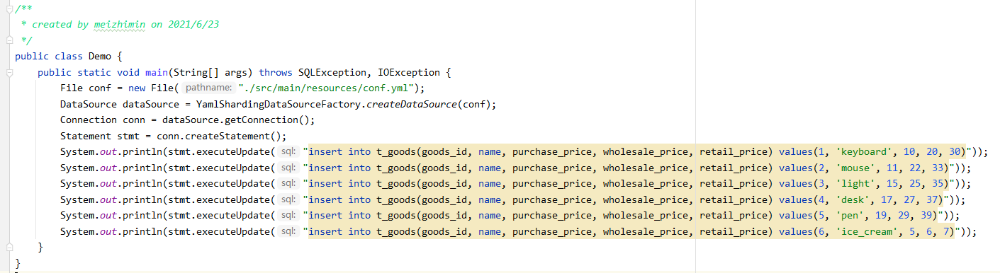 /**
 * created by meizhimin on 2021/6/23
 */
public class Demo {
    public static void main(String[] args) throws SQLException, IOException {
        File conf = new File( pathname: "./src/main/resources/conf.yml");
        DataSource dataSource = YamlShardingDataSourceFactory.createDataSource(conf);
        Connection conn = dataSource.getConnection();
        Statement stmt = conn.createStatement();
        System.out.println(stmt.executeUpdate( sql: "insert into t_goods(goods_id, name, purchase_price, wholesale_price, retail_price) values(1, 'keyboard', 10, 20, 30)"));
        System.out.println(stmt.executeUpdate( sql: "insert into t_goods(goods_id, name, purchase_price, wholesale_price, retail_price) values(2, 'mouse', 11, 22, 33)"));
        System.out.println(stmt.executeUpdate( sql: "insert into t_goods(goods_id, name, purchase_price, wholesale_price, retail_price) values(3, 'light', 15, 25, 35)"));
        System.out.println(stmt.executeUpdate( sql: "insert into t_goods(goods_id, name, purchase_price, wholesale_price, retail_price) values(4, 'desk', 17, 27, 37)"));
        System.out.println(stmt.executeUpdate( sql: "insert into t_goods(goods_id, name, purchase_price, wholesale_price, retail_price) values(5, 'pen', 19, 29, 39)"));
        System.out.println(stmt.executeUpdate( sql: "insert into t_goods(goods_id, name, purchase_price, wholesale_price, retail_price) values(6, 'ice_cream', 5, 6, 7)"));
    }
}